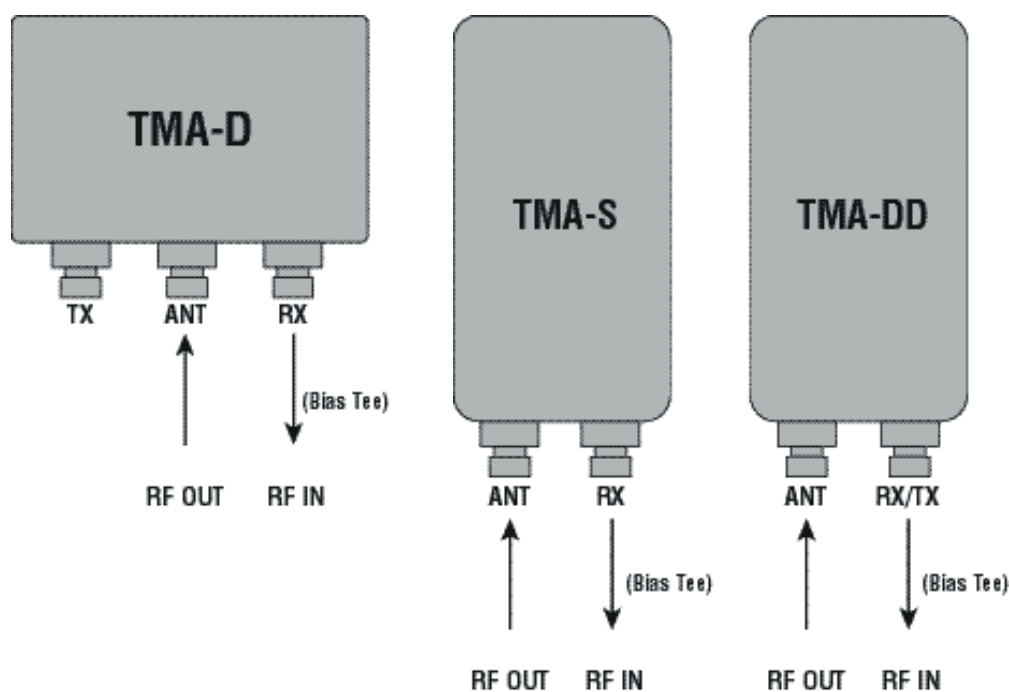 TMA-D
TX ANT RX
(Bias Tee)
RF OUT RF IN
TMA-S
ANT RX
(Bias Tee)
RF OUT RF IN
TMA-DD
ANT RX/TX
(Bias Tee)
RF OUT RF IN